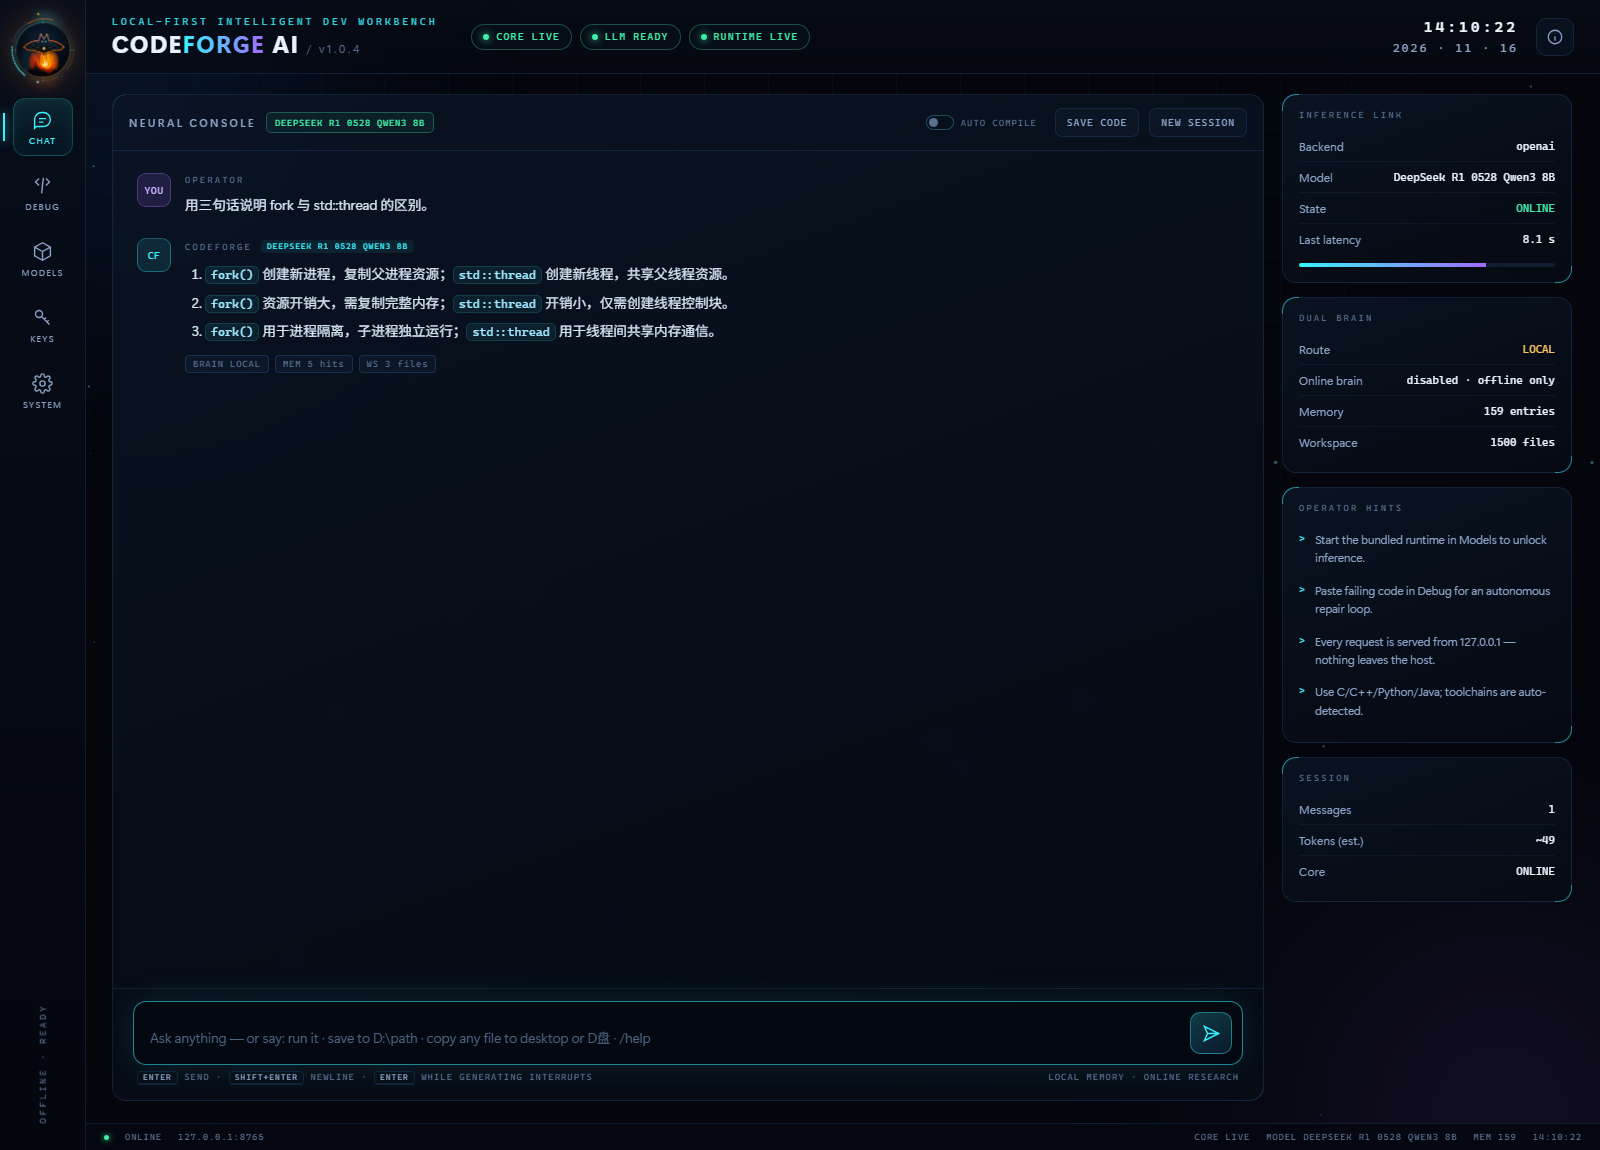 LOCAL-FIRST INTELLIGENT DEV WORKBENCH
CODEFORGE AI / v1.0.4
CORE LIVE
LLM READY
RUNTIME LIVE
14:10:22
2026 · 11 · 16
CHAT
DEBUG
MODELS
KEYS
SYSTEM
OFFLINE · READY
NEURAL CONSOLE
DEEPSEEK R1 0528 QWEN3 8B
AUTO COMPILE
SAVE CODE
NEW SESSION
YOU
OPERATOR
用三句话说明 fork 与 std::thread 的区别。
CF
CODEFORGE DEEPSEEK R1 0528 QWEN3 8B
1. fork() 创建新进程，复制父进程资源；std::thread 创建新线程，共享父线程资源。
2. fork() 资源开销大，需复制完整内存；std::thread 开销小，仅需创建线程控制块。
3. fork() 用于进程隔离，子进程独立运行；std::thread 用于线程间共享内存通信。
BRAIN LOCAL
MEM 5 hits
WS 3 files
Ask anything — or say: run it · save to D:\path · copy any file to desktop or D盘 · /help
ENTER SEND · SHIFT+ENTER NEWLINE · ENTER WHILE GENERATING INTERRUPTS
LOCAL MEMORY · ONLINE RESEARCH
INFERENCE LINK
Backend openai
Model DeepSeek R1 0528 Qwen3 8B
State ONLINE
Last latency 8.1 s
DUAL BRAIN
Route LOCAL
Online brain disabled · offline only
Memory 159 entries
Workspace 1500 files
OPERATOR HINTS
> Start the bundled runtime in Models to unlock
inference.
> Paste failing code in Debug for an autonomous
repair loop.
> Every request is served from 127.0.0.1 —
nothing leaves the host.
> Use C/C++/Python/Java; toolchains are auto-
detected.
SESSION
Messages 1
Tokens (est.) ~49
Core ONLINE
ONLINE 127.0.0.1:8765
CORE LIVE MODEL DEEPSEEK R1 0528 QWEN3 8B MEM 159 14:10:22